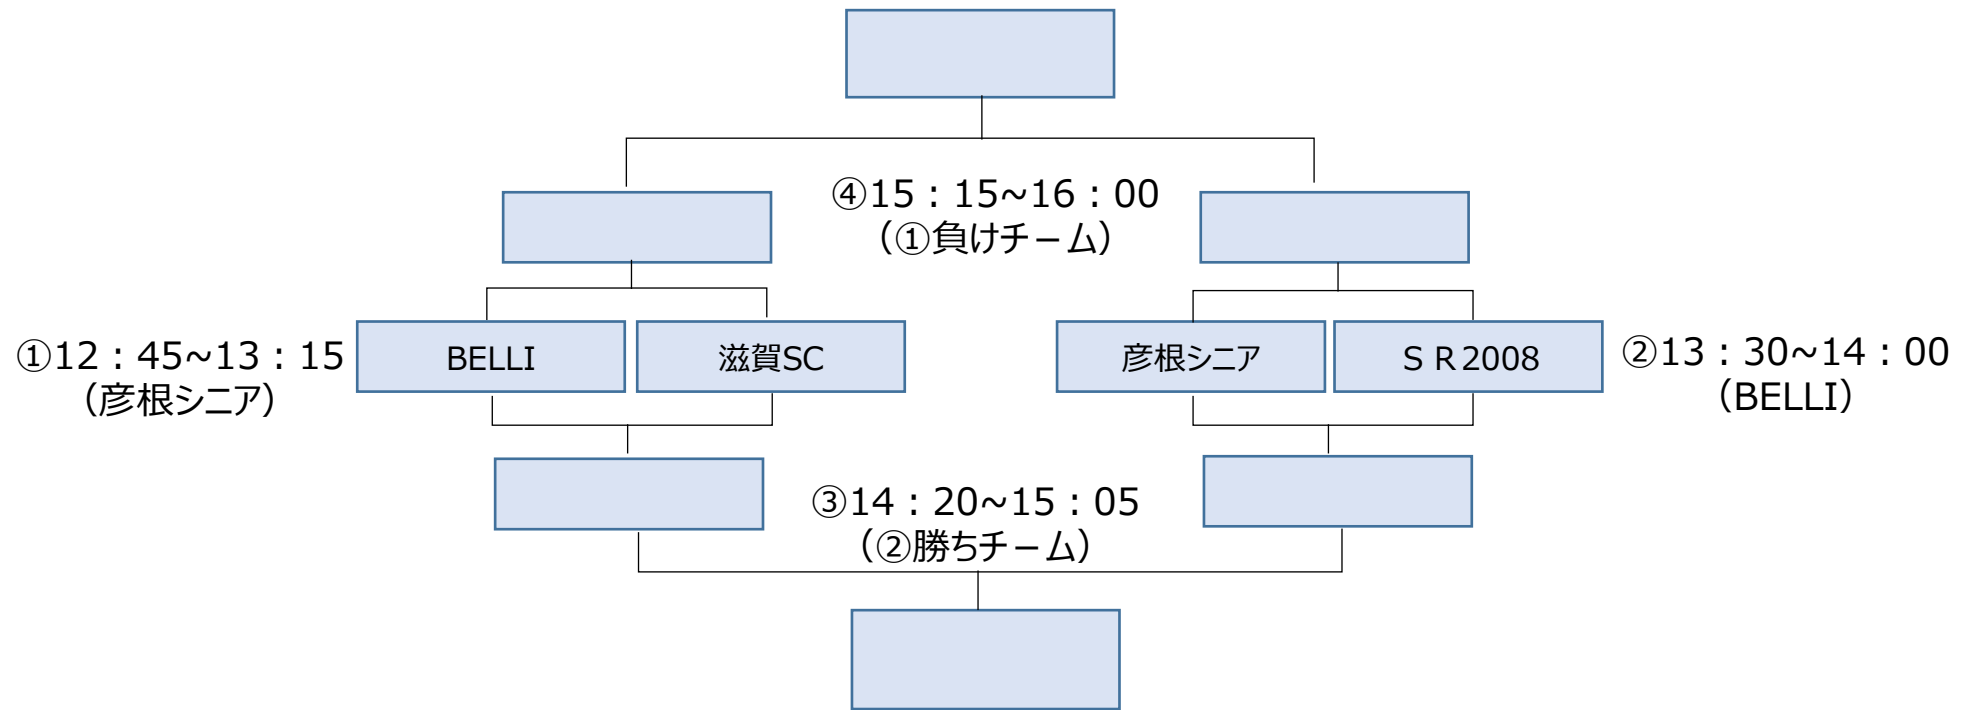 ④15：15~16：00
（①負けチーム）
①12：45~13：15
（彦根シニア）
BELLI
滋賀SC
彦根シニア
ＳＲ2008
②13：30~14：00
（BELLI）
③14：20~15：05
（②勝ちチーム）